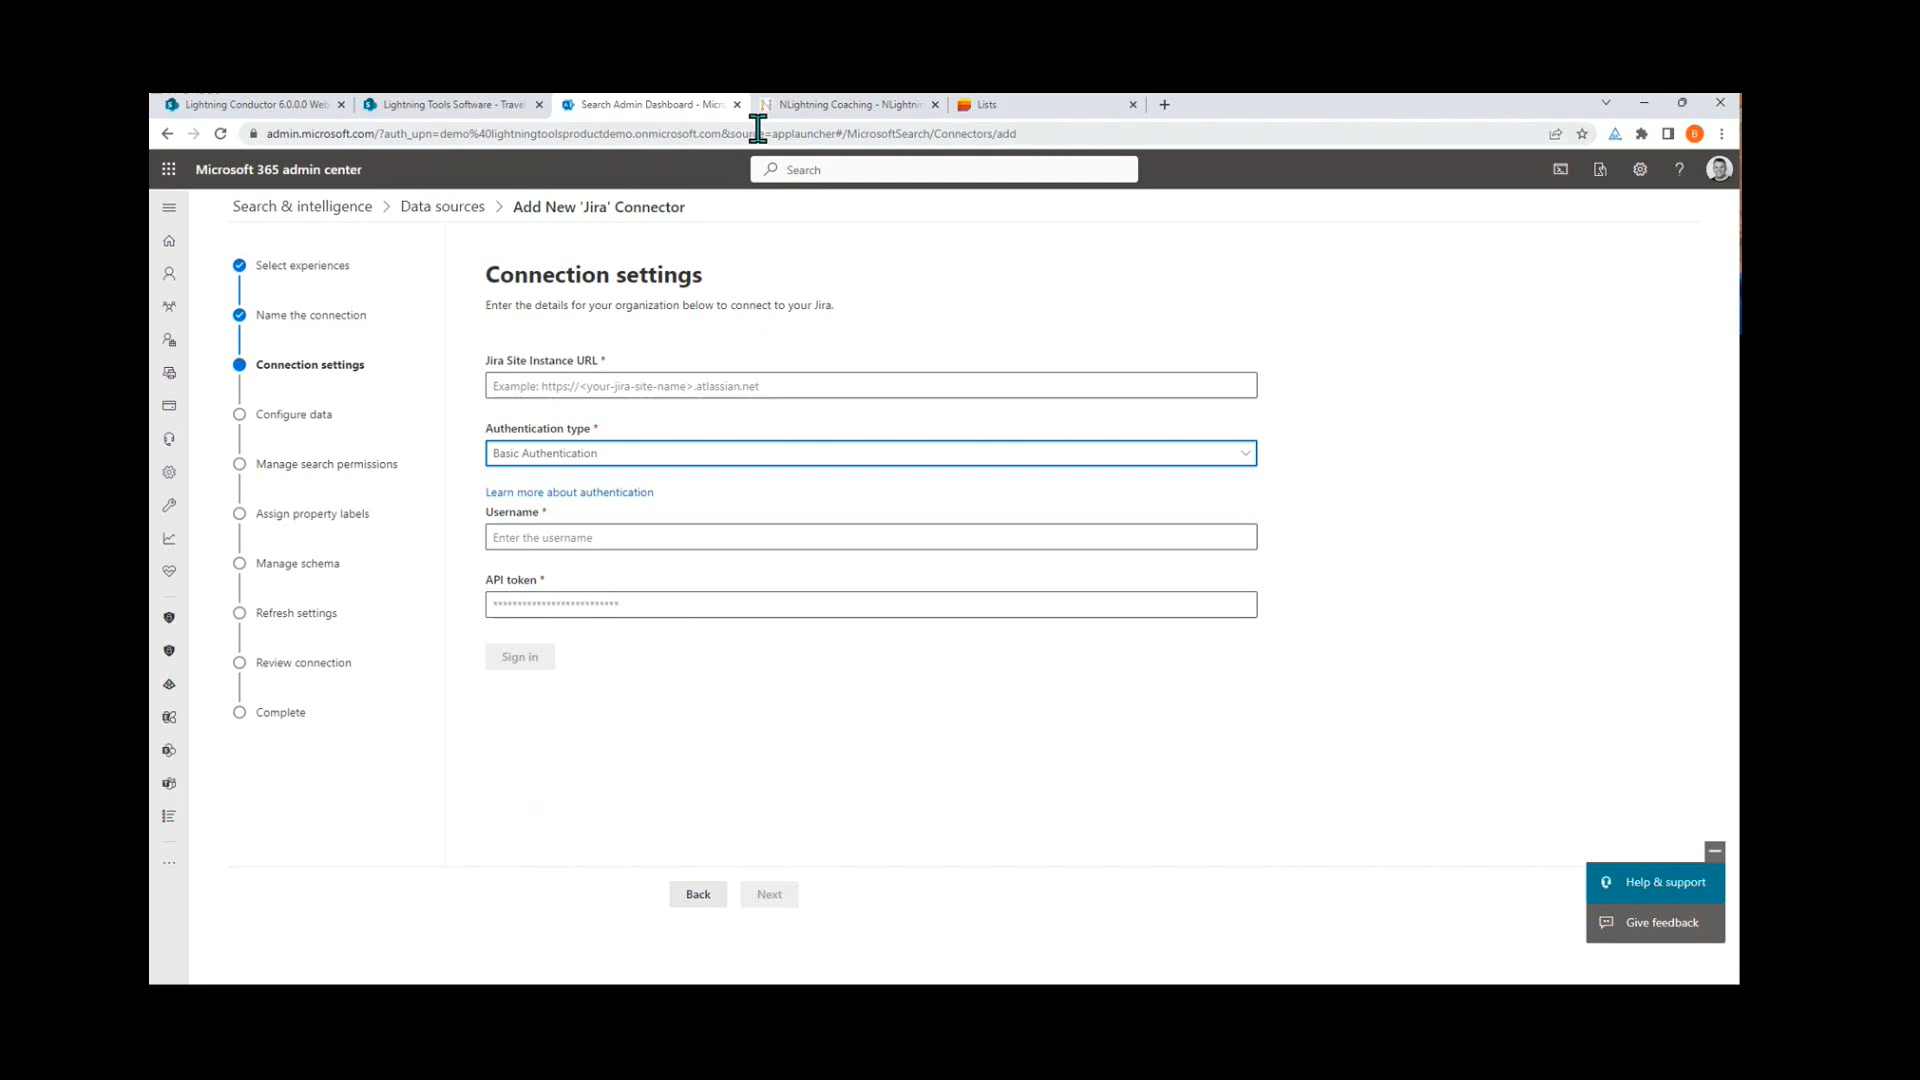 Lightning Conductor 6.0.0.0 Web
Lightning Tools Software - Travel
Search Admin Dashboard - Micro
NLightning Coaching - NLightnin
Lists
admin.microsoft.com/?auth_upn=demo%40lightningtoolsproductdemo.onmicrosoft.com&source=applauncher#/MicrosoftSearch/Connectors/add
B
Microsoft 365 admin center
Search
Search & intelligence > Data sources > Add New 'Jira' Connector
Select experiences
Name the connection
Connection settings
Configure data
Manage search permissions
Assign property labels
Manage schema
Refresh settings
Review connection
Complete
Connection settings
Enter the details for your organization below to connect to your Jira.
Jira Site Instance URL *
Example: https://<your-jira-site-name>.atlassian.net
Authentication type *
Basic Authentication
Learn more about authentication
Username *
Enter the username
API token *
**************************
Sign in
Back
Next
Help & support
Give feedback